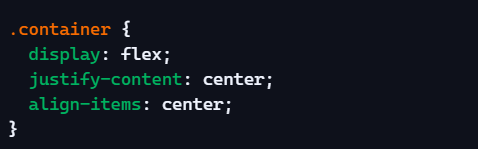 .container {
  display: flex;
  justify-content: center;
  align-items: center;
}